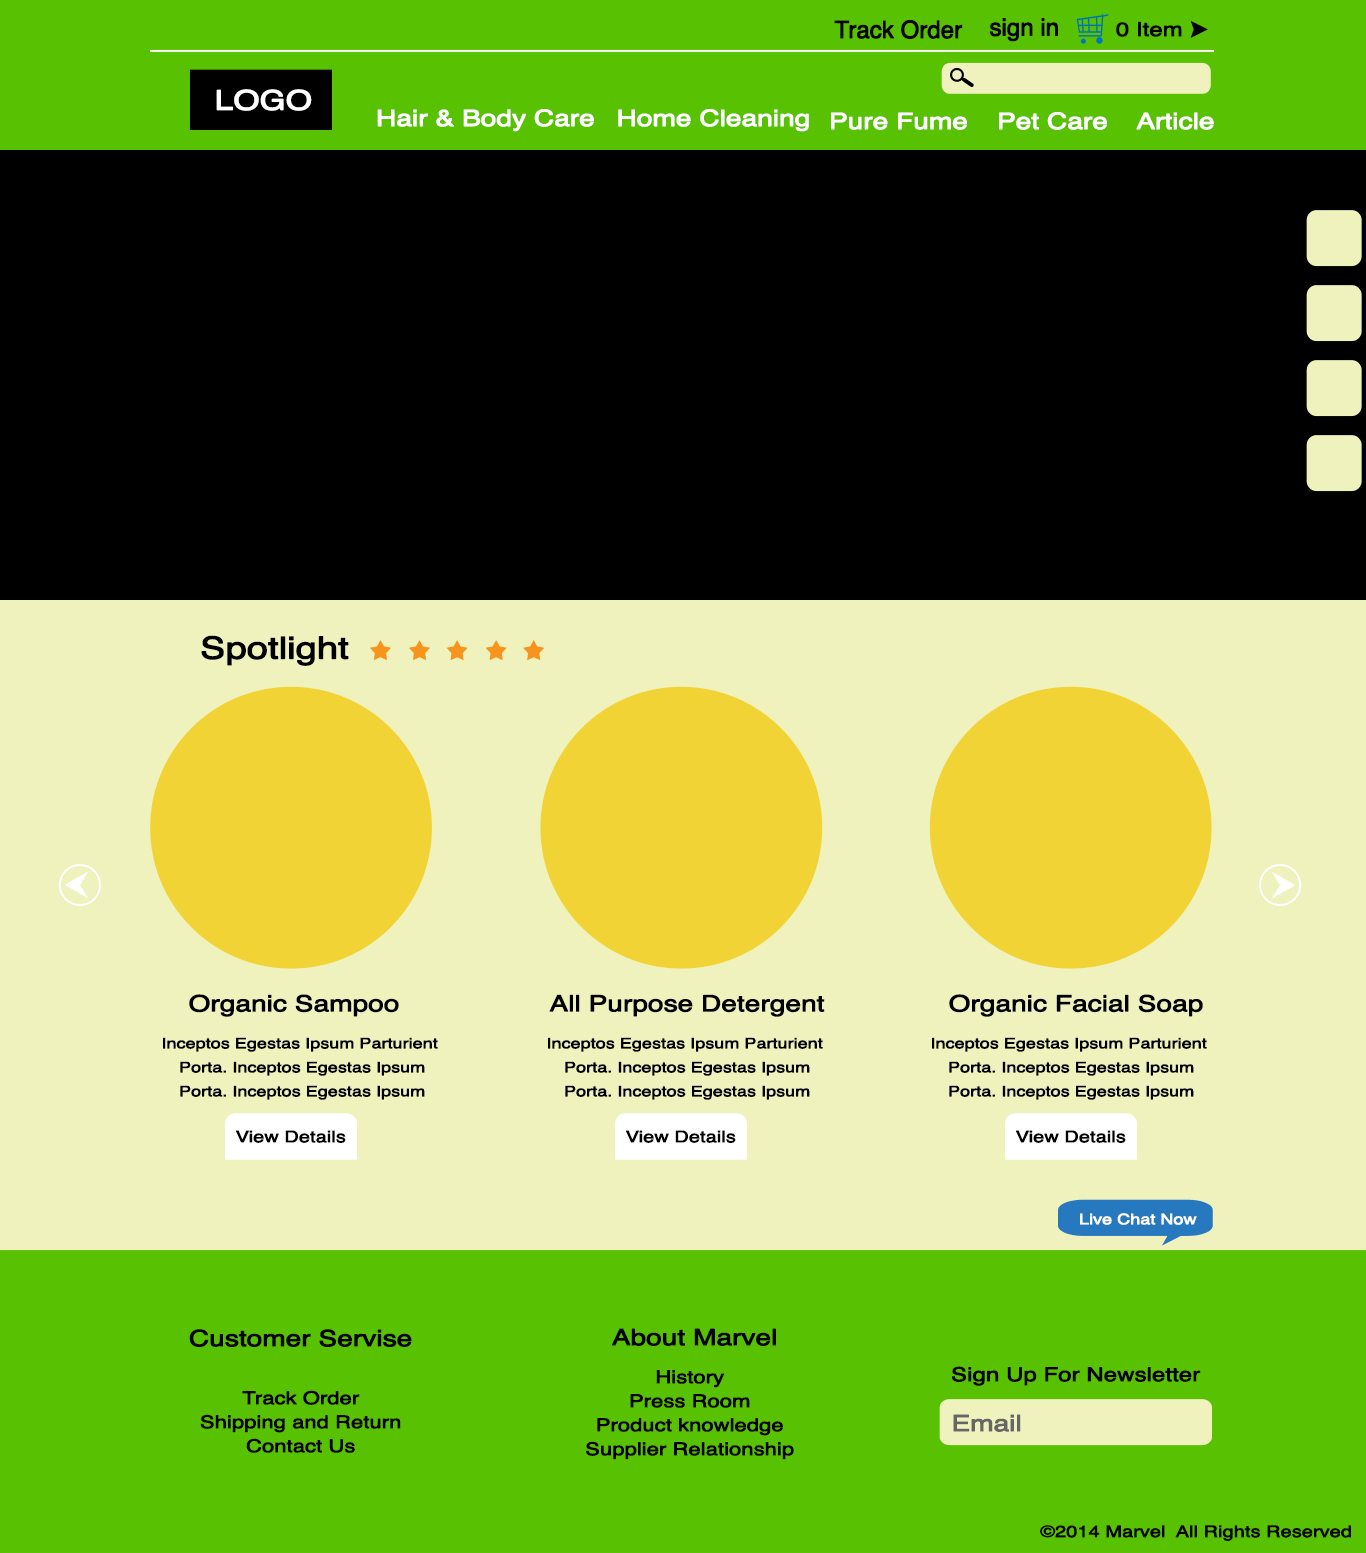 Track Order sign in 0 Item
LOGO
Hair & Body Care Home Cleaning Pure Fume Pet Care Article
Spotlight
Organic Sampoo
Inceptos Egestas Ipsum Parturient
Porta. Inceptos Egestas Ipsum
Porta. Inceptos Egestas Ipsum
View Details
All Purpose Detergent
Inceptos Egestas Ipsum Parturient
Porta. Inceptos Egestas Ipsum
Porta. Inceptos Egestas Ipsum
View Details
Organic Facial Soap
Inceptos Egestas Ipsum Parturient
Porta. Inceptos Egestas Ipsum
Porta. Inceptos Egestas Ipsum
View Details
Live Chat Now
Customer Servise
Track Order
Shipping and Return
Contact Us
About Marvel
History
Press Room
Product knowledge
Supplier Relationship
Sign Up For Newsletter
Email
©2014 Marvel All Rights Reserved